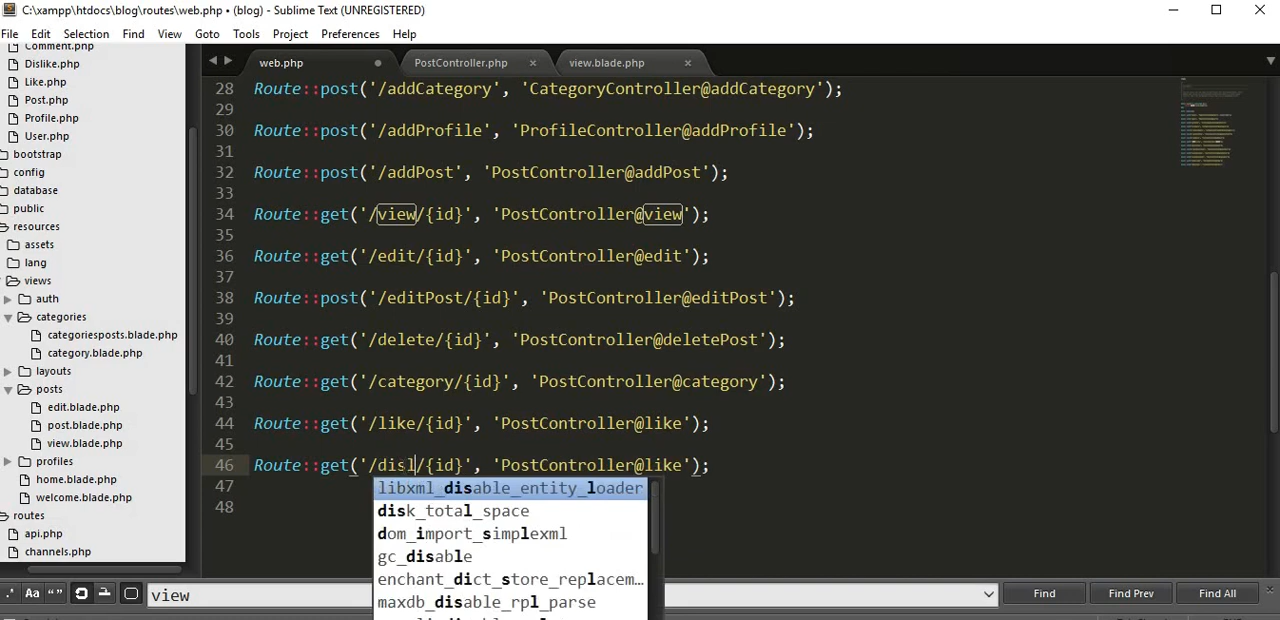 C:\xampp\htdocs\blog\routes\web.php • (blog) - Sublime Text (UNREGISTERED)
File Edit Selection Find View Goto Tools Project Preferences Help
Comment.php
Dislike.php
Like.php
Post.php
Profile.php
User.php
bootstrap
config
database
public
resources
assets
lang
views
auth
categories
categoriesposts.blade.php
category.blade.php
layouts
posts
edit.blade.php
post.blade.php
view.blade.php
profiles
home.blade.php
welcome.blade.php
routes
api.php
channels.php
web.php PostController.php view.blade.php
28 Route::post('/addCategory', 'CategoryController@addCategory');
29
30 Route::post('/addProfile', 'ProfileController@addProfile');
31
32 Route::post('/addPost', 'PostController@addPost');
33
34 Route::get('/view/{id}', 'PostController@view');
35
36 Route::get('/edit/{id}', 'PostController@edit');
37
38 Route::post('/editPost/{id}', 'PostController@editPost');
39
40 Route::get('/delete/{id}', 'PostController@deletePost');
41
42 Route::get('/category/{id}', 'PostController@category');
43
44 Route::get('/like/{id}', 'PostController@like');
45
46 Route::get('/disl/{id}', 'PostController@like');
47
48
libxml_disable_entity_loader
disk_total_space
dom_import_simplexml
gc_disable
enchant_dict_store_replacem…
maxdb_disable_rpl_parse
.* Aa “” view Find Find Prev Find All